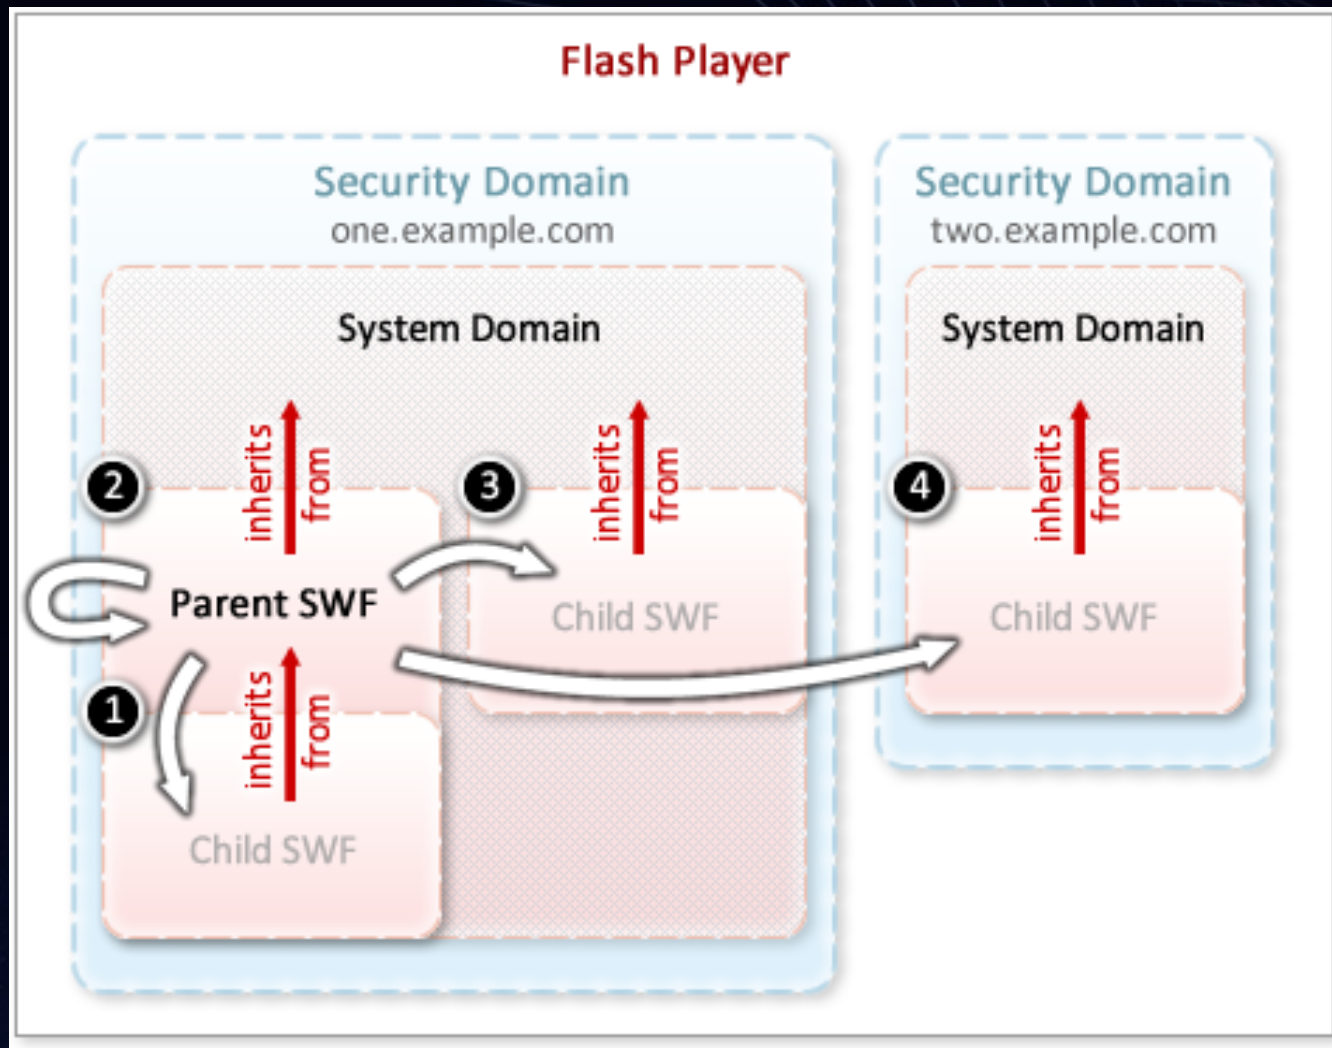 Flash Player
Security Domain
one.example.com
System Domain
inherits
from
inherits
from
2
3
Parent SWF
Child SWF
inherits
from
1
Child SWF
Security Domain
two.example.com
System Domain
inherits
from
4
Child SWF